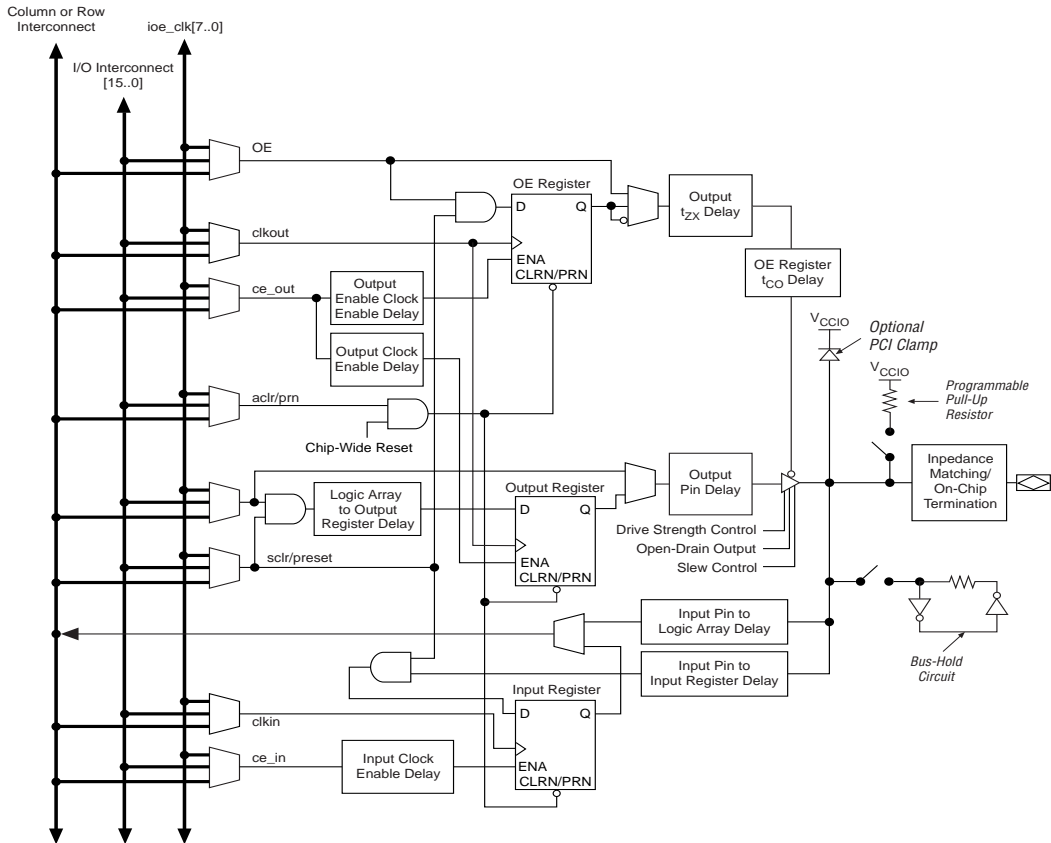 Column or Row
Interconnect
ioe_clk[7..0]
I/O Interconnect
[15..0]
OE
OE Register
D
Q
ENA
CLRN/PRN
Output
tZX Delay
clkout
OE Register
tCO Delay
ce_out
Output
Enable Clock
Enable Delay
Output Clock
Enable Delay
VCCIO
Optional
PCI Clamp
VCCIO
Programmable
Pull-Up
Resistor
aclr/prn
Chip-Wide Reset
Inpedance
Matching/
On-Chip
Termination
Logic Array
to Output
Register Delay
Output Register
D
Q
ENA
CLRN/PRN
Output
Pin Delay
Drive Strength Control
Open-Drain Output
Slew Control
sclr/preset
Input Pin to
Logic Array Delay
Input Pin to
Input Register Delay
Bus-Hold
Circuit
Input Register
D
Q
ENA
CLRN/PRN
clkin
ce_in
Input Clock
Enable Delay